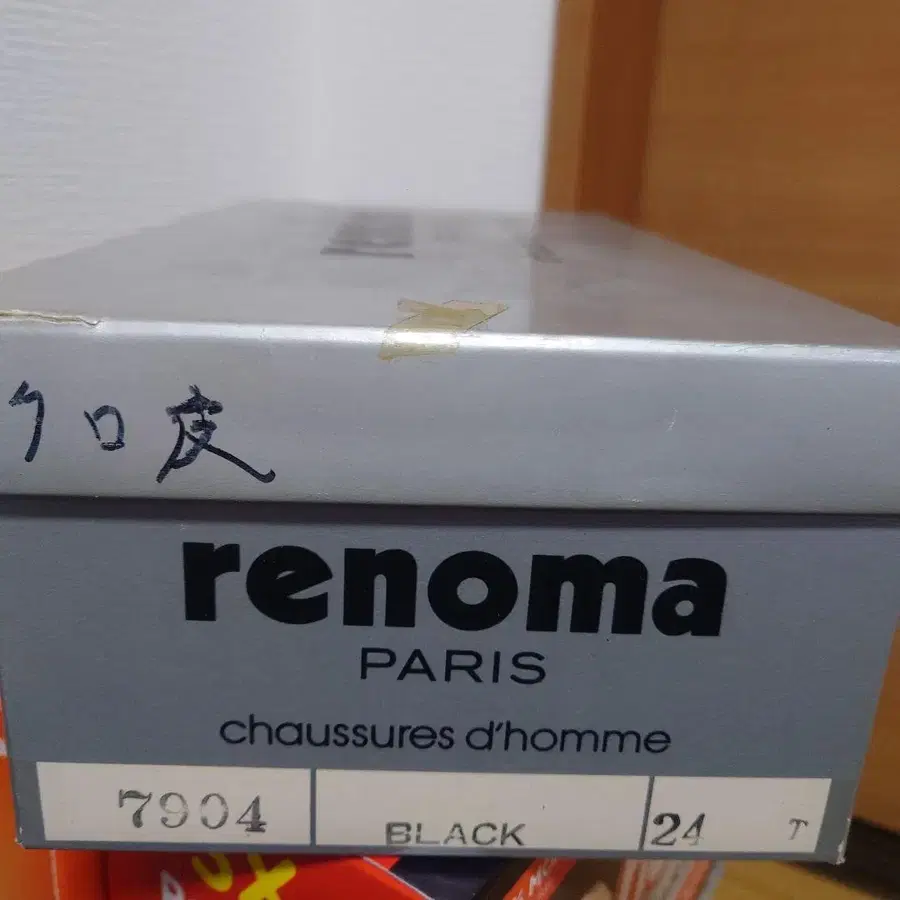 クロ皮
renoma
PARIS
chaussures d'homme
7904 BLACK 24 T